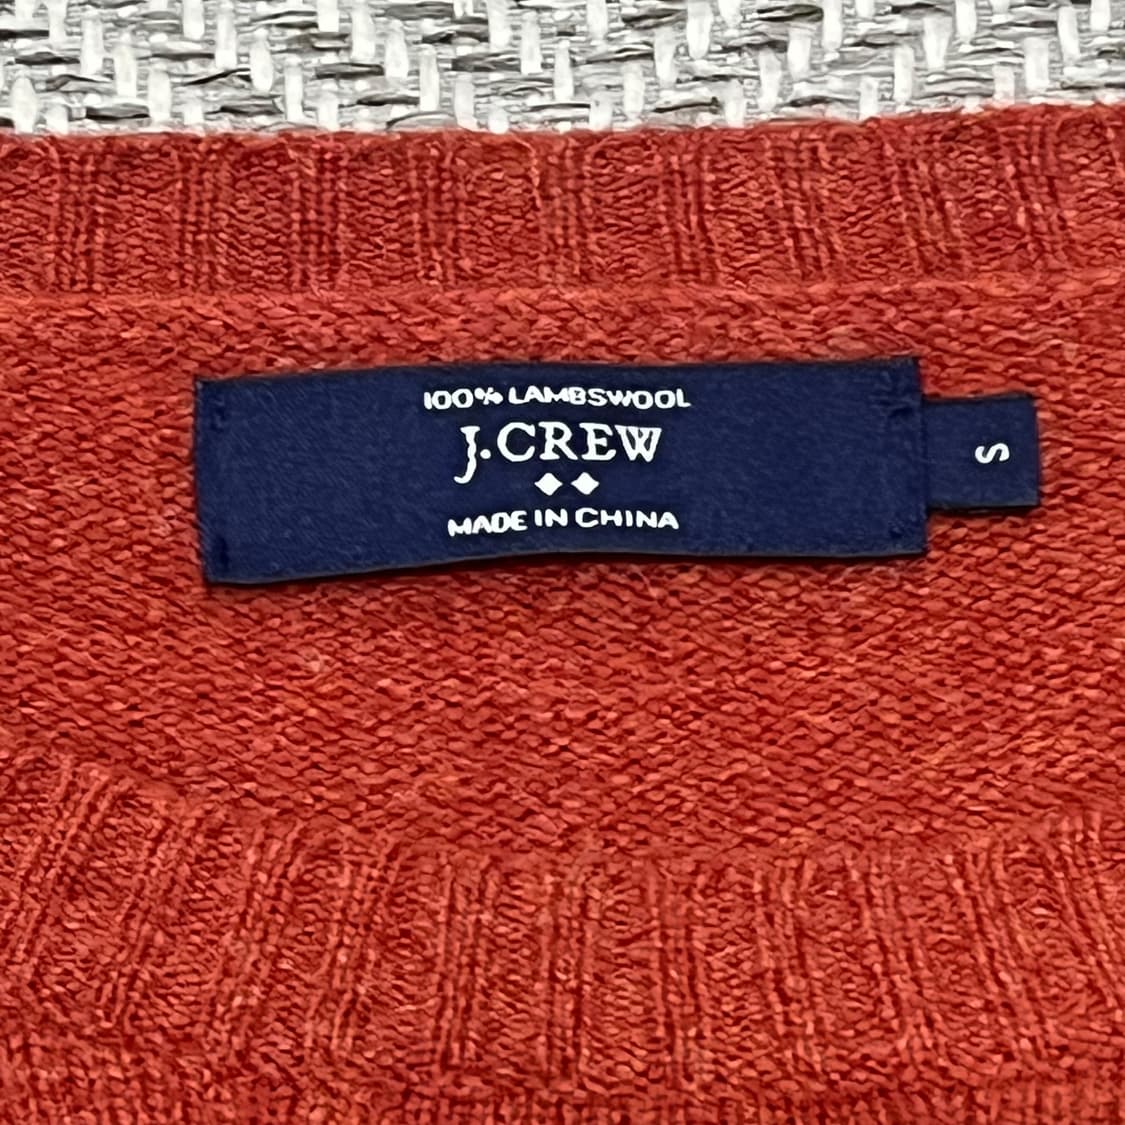 100% LAMBSWOOL
J.CREW
MADE IN CHINA
S